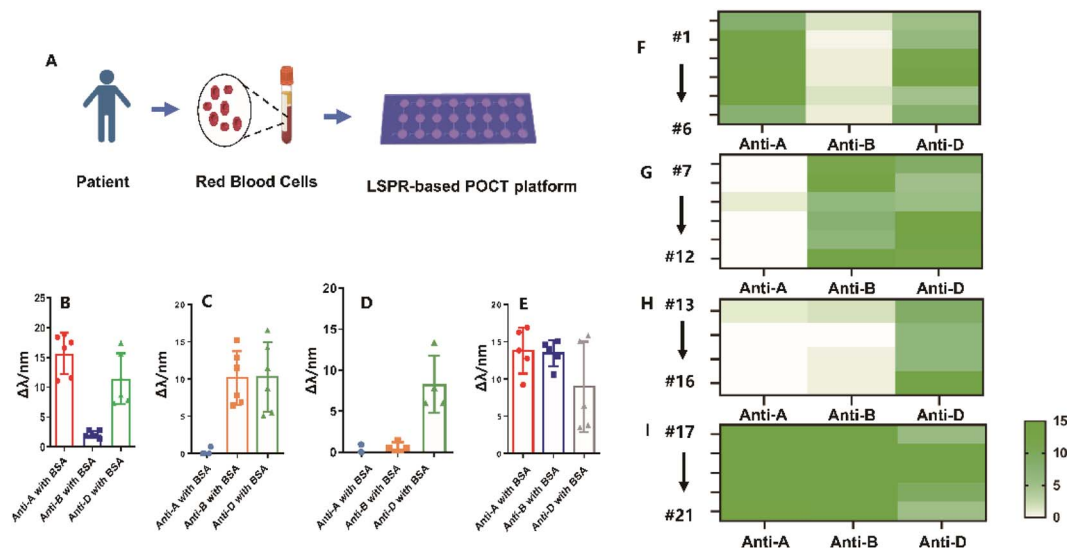 A
Patient
Red Blood Cells
LSPR-based POCT platform
B
Δλ/nm
25
20
15
10
5
0
Anti-A with BSA
Anti-B with BSA
Anti-D with BSA
C
Δλ/nm
20
15
10
5
0
Anti-A with BSA
Anti-B with BSA
Anti-D with BSA
D
Δλ/nm
20
15
10
5
0
Anti-A with BSA
Anti-B with BSA
Anti-D with BSA
E
Δλ/nm
20
15
10
5
0
Anti-A with BSA
Anti-B with BSA
Anti-D with BSA
F
#1
#6
Anti-A Anti-B Anti-D
G
#7
#12
Anti-A Anti-B Anti-D
H
#13
#16
Anti-A Anti-B Anti-D
I
#17
#21
Anti-A Anti-B Anti-D
15
10
5
0